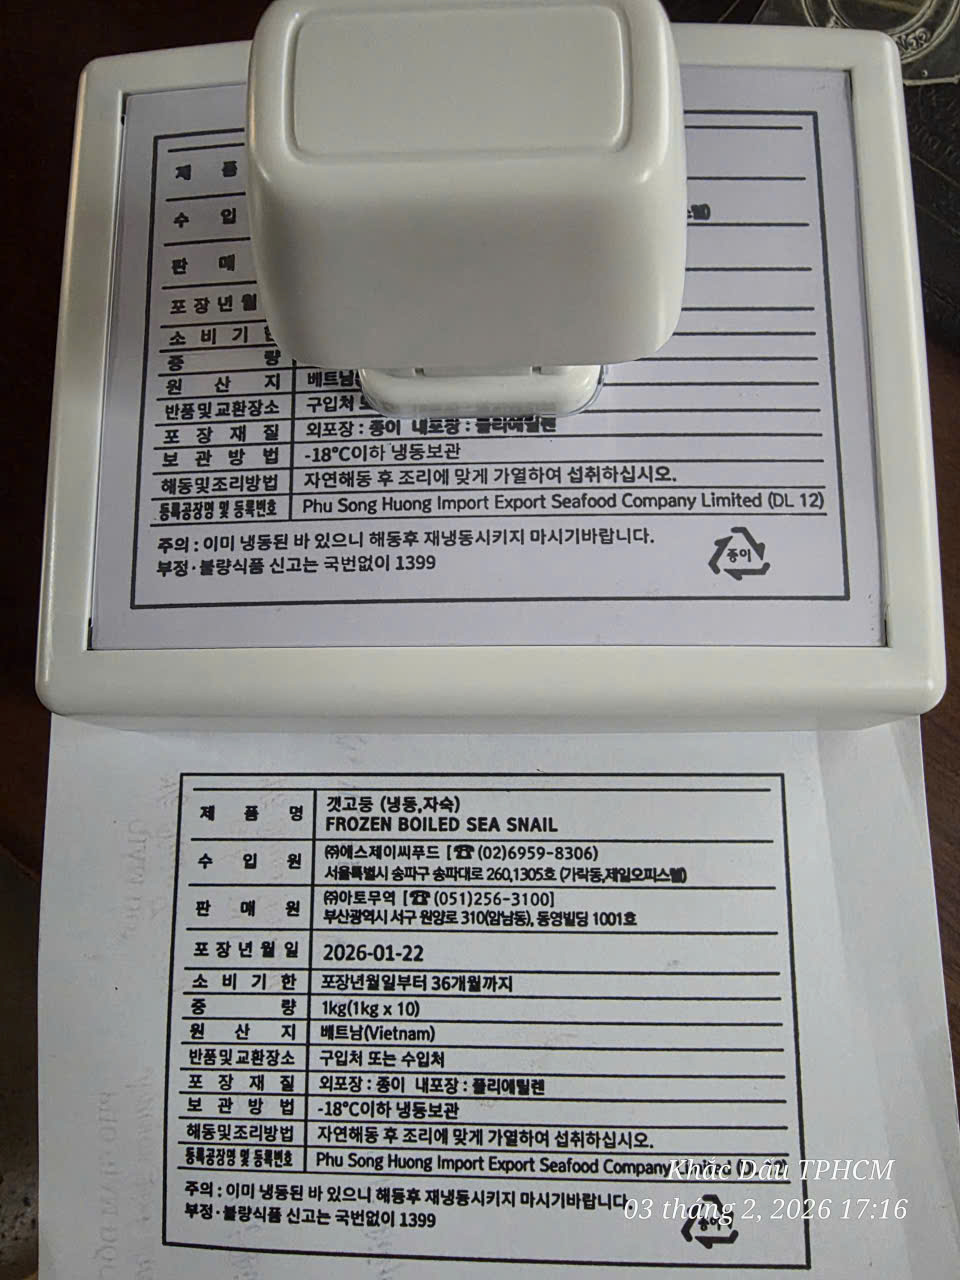 제 품
수 입
판 매
포 장 년 월
소 비 기 한
중 량
원 산 지 베트남
반품및교환장소 구입처
포 장 재 질 외포장 : 종이 내포장 : 폴리에틸렌
보 관 방 법 -18℃이하 냉동보관
해동및조리방법 자연해동 후 조리에 맞게 가열하여 섭취하십시오.
등록공장명 및 등록번호 Phu Song Huong Import Export Seafood Company Limited (DL 12)
주의 : 이미 냉동된 바 있으니 해동후 재냉동시키지 마시기바랍니다.
부정·불량식품 신고는 국번없이 1399
종이
제 품 명 갯고둥 (냉동,자숙)
FROZEN BOILED SEA SNAIL
수 입 원 ㈜에스제이씨푸드 [☎(02)6959-8306)
서울특별시 송파구 송파대로 260,1305호 (가락동,제일오피스텔)
판 매 원 ㈜아토무역 [☎(051)256-3100]
부산광역시 서구 원양로 310(암남동), 동영빌딩 1001호
포 장 년 월 일 2026-01-22
소 비 기 한 포장년월일부터 36개월까지
중 량 1kg(1kg x 10)
원 산 지 베트남(Vietnam)
반품및교환장소 구입처 또는 수입처
포 장 재 질 외포장 : 종이 내포장 : 폴리에틸렌
보 관 방 법 -18℃이하 냉동보관
해동및조리방법 자연해동 후 조리에 맞게 가열하여 섭취하십시오.
등록공장명 및 등록번호 Phu Song Huong Import Export Seafood Company Limited
주의 : 이미 냉동된 바 있으니 해동후 재냉동시키지 마시기바랍니다.
부정·불량식품 신고는 국번없이 1399
종이
Khắc Dấu TPHCM
03 tháng 2, 2026 17:16